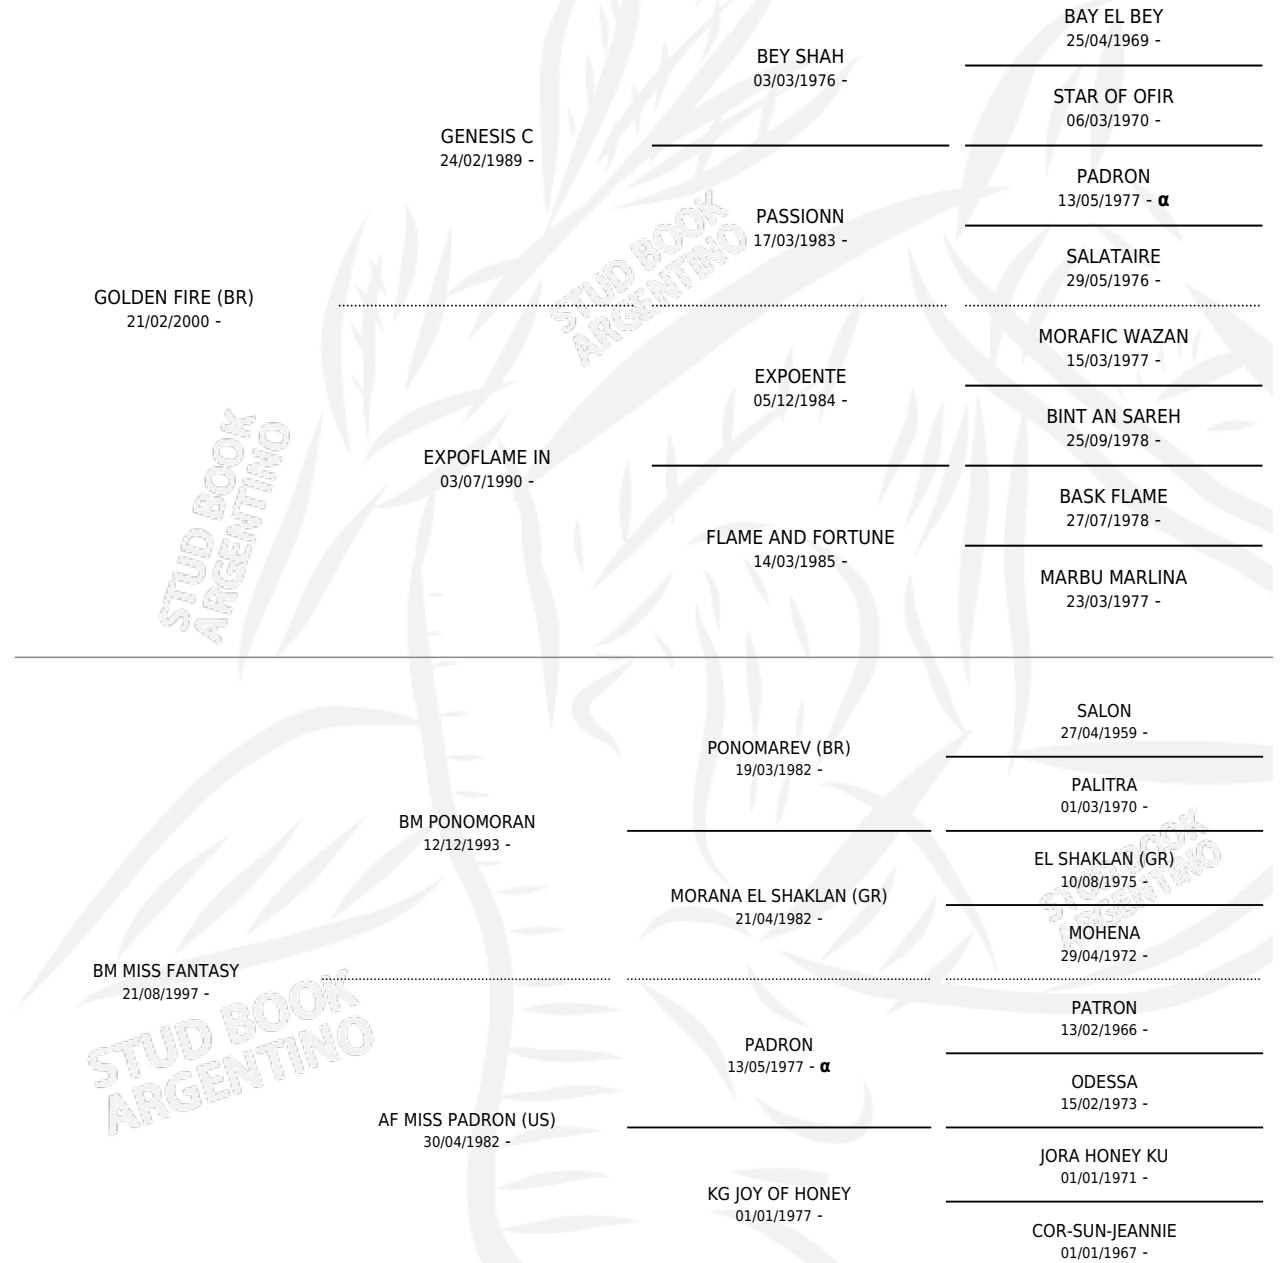 BAY EL BEY
25/04/1969 -
BEY SHAH
03/03/1976 -
STAR OF OFIR
06/03/1970 -
GENESIS C
24/02/1989 -
PADRON
13/05/1977 - α
PASSIONN
17/03/1983 -
SALATAIRE
29/05/1976 -
GOLDEN FIRE (BR)
21/02/2000 -
MORAFIC WAZAN
15/03/1977 -
EXPOENTE
05/12/1984 -
BINT AN SAREH
25/09/1978 -
EXPOFLAME IN
03/07/1990 -
BASK FLAME
27/07/1978 -
FLAME AND FORTUNE
14/03/1985 -
MARBU MARLINA
23/03/1977 -
SALON
27/04/1959 -
PONOMAREV (BR)
19/03/1982 -
PALITRA
01/03/1970 -
BM PONOMORAN
12/12/1993 -
EL SHAKLAN (GR)
10/08/1975 -
MORANA EL SHAKLAN (GR)
21/04/1982 -
MOHENA
29/04/1972 -
BM MISS FANTASY
21/08/1997 -
PATRON
13/02/1966 -
PADRON
13/05/1977 - α
ODESSA
15/02/1973 -
AF MISS PADRON (US)
30/04/1982 -
JORA HONEY KU
01/01/1971 -
KG JOY OF HONEY
01/01/1977 -
COR-SUN-JEANNIE
01/01/1967 -
STUD BOOK
ARGENTINO
STUD BOOK
ARGENTINO
STUD BOOK
ARGENTINO
STUD BOOK
ARGENTINO